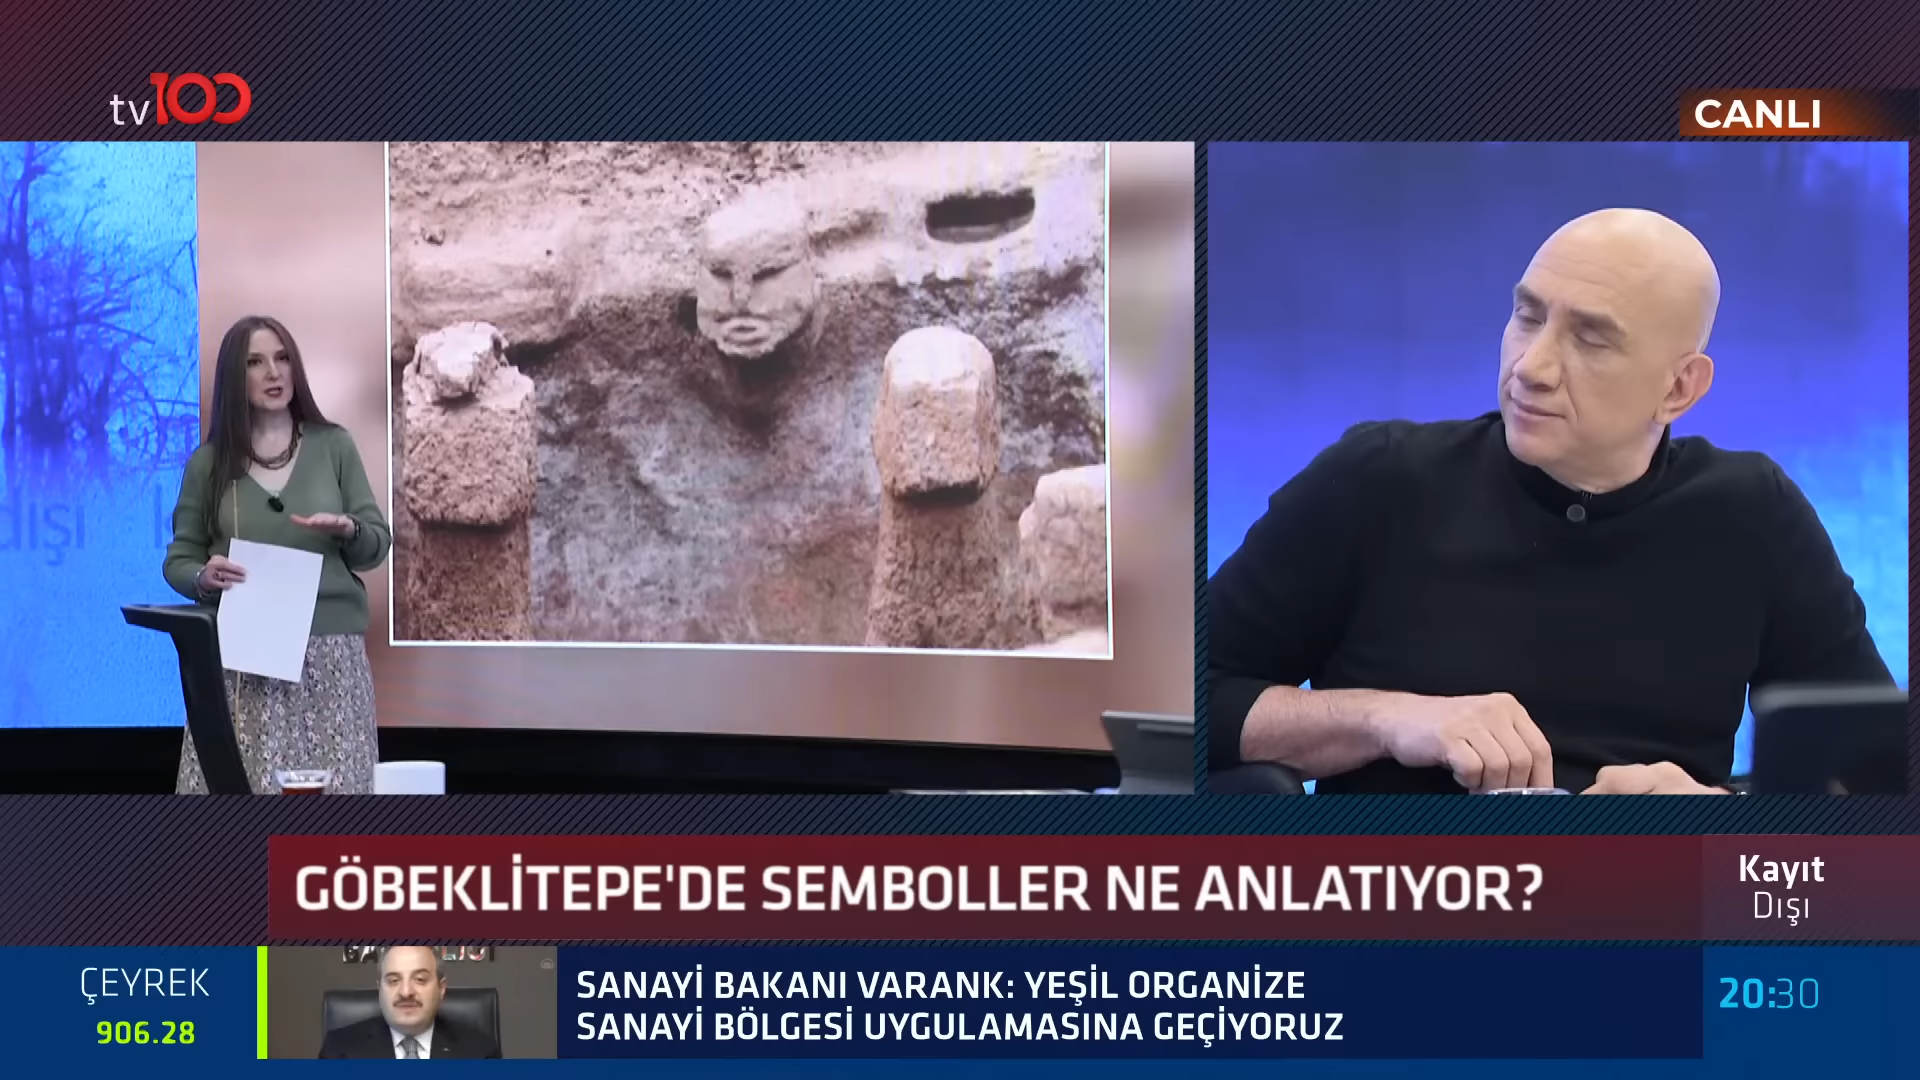 tv100
CANLI
dışı
GÖBEKLİTEPE'DE SEMBOLLER NE ANLATIYOR?
Kayıt
Dışı
ÇEYREK
906.28
SANAYİ BAKANI VARANK: YEŞİL ORGANİZE
SANAYİ BÖLGESİ UYGULAMASINA GEÇİYORUZ
20:30